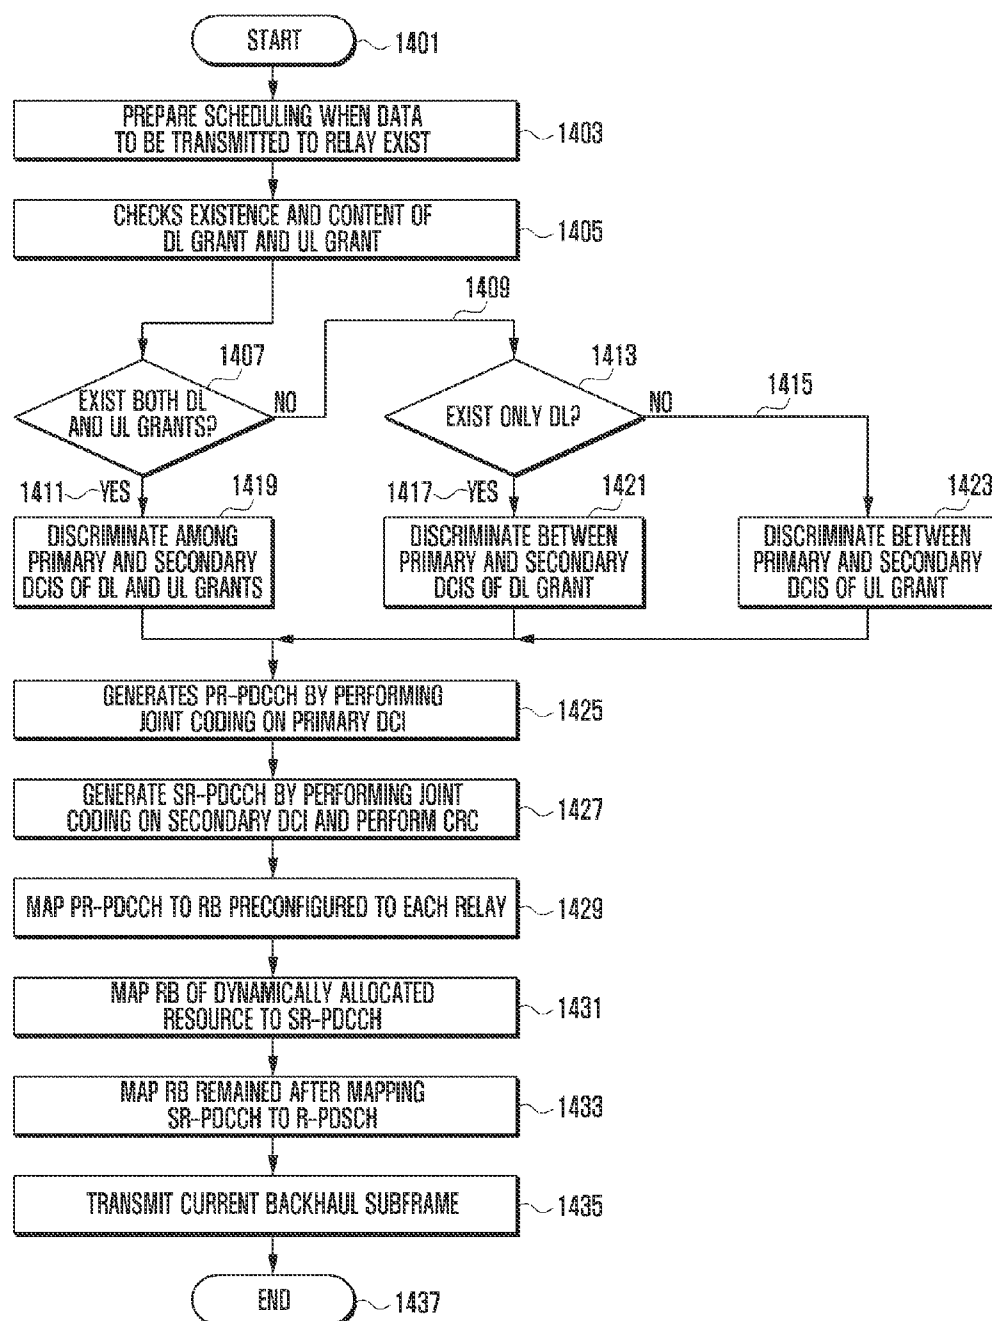 START
1401
PREPARE SCHEDULING WHEN DATA
TO BE TRANSMITTED TO RELAY EXIST
1403
CHECKS EXISTENCE AND CONTENT OF
DL GRANT AND UL GRANT
1405
1409
1407
EXIST BOTH DL
AND UL GRANTS?
NO
1413
EXIST ONLY DL?
NO
1415
1411
YES
1419
1417
YES
1421
1423
DISCRIMINATE AMONG
PRIMARY AND SECONDARY
DCIS OF DL AND UL GRANTS
DISCRIMINATE BETWEEN
PRIMARY AND SECONDARY
DCIS OF DL GRANT
DISCRIMINATE BETWEEN
PRIMARY AND SECONDARY
DCIS OF UL GRANT
GENERATES PR-PDCCH BY PERFORMING
JOINT CODING ON PRIMARY DCI
1425
GENERATE SR-PDCCH BY PERFORMING JOINT
CODING ON SECONDARY DCI AND PERFORM CRC
1427
MAP PR-PDCCH TO RB PRECONFIGURED TO EACH RELAY
1429
MAP RB OF DYNAMICALLY ALLOCATED
RESOURCE TO SR-PDCCH
1431
MAP RB REMAINED AFTER MAPPING
SR-PDCCH TO R-PDSCH
1433
TRANSMIT CURRENT BACKHAUL SUBFRAME
1435
END
1437